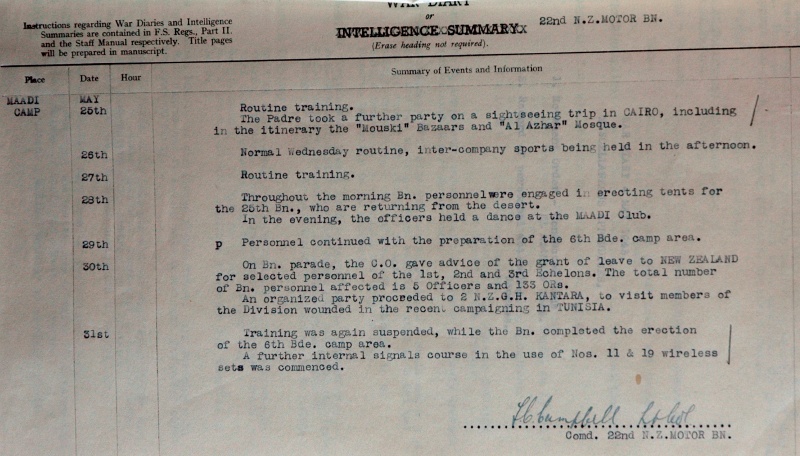 WAR DIARY
Instructions regarding War Diaries and Intelligence
Summaries are contained in F.S. Regs., Part II.
and the Staff Manual respectively. Title pages
will be prepared in manuscript.
or
INTELLIGENCE SUMMARY
(Erase heading not required).
22nd N.Z.MOTOR BN.
Place
Date
Hour
Summary of Events and Information
MAADI
CAMP
MAY
25th
Routine training.
The Padre took a further party on a sightseeing trip in CAIRO, including
in the itinerary the "Mouski" Bazaars and "Al Azhar" Mosque.
26th
Normal Wednesday routine, inter-company sports being held in the afternoon.
27th
Routine training.
28th
Throughout the morning Bn. personnel were engaged in erecting tents for
the 25th Bn., who are returning from the desert.
In the evening, the officers held a dance at the MAADI Club.
29th
p Personnel continued with the preparation of the 6th Bde. camp area.
30th
On Bn. parade, the C.O. gave advice of the grant of leave to NEW ZEALAND
for selected personnel of the 1st, 2nd and 3rd Echelons. The total number
of Bn. personnel affected is 5 Officers and 133 ORs.
An organized party proceeded to 2 N.Z.G.H. KANTARA, to visit members of
the Division wounded in the recent campaigning in TUNISIA.
31st
Training was again suspended, while the Bn. completed the erection
of the 6th Bde. camp area.
A further internal signals course in the use of Nos. 11 & 19 wireless
sets was commenced.
Campbell Lt Col
Comd. 22nd N.Z.MOTOR BN.